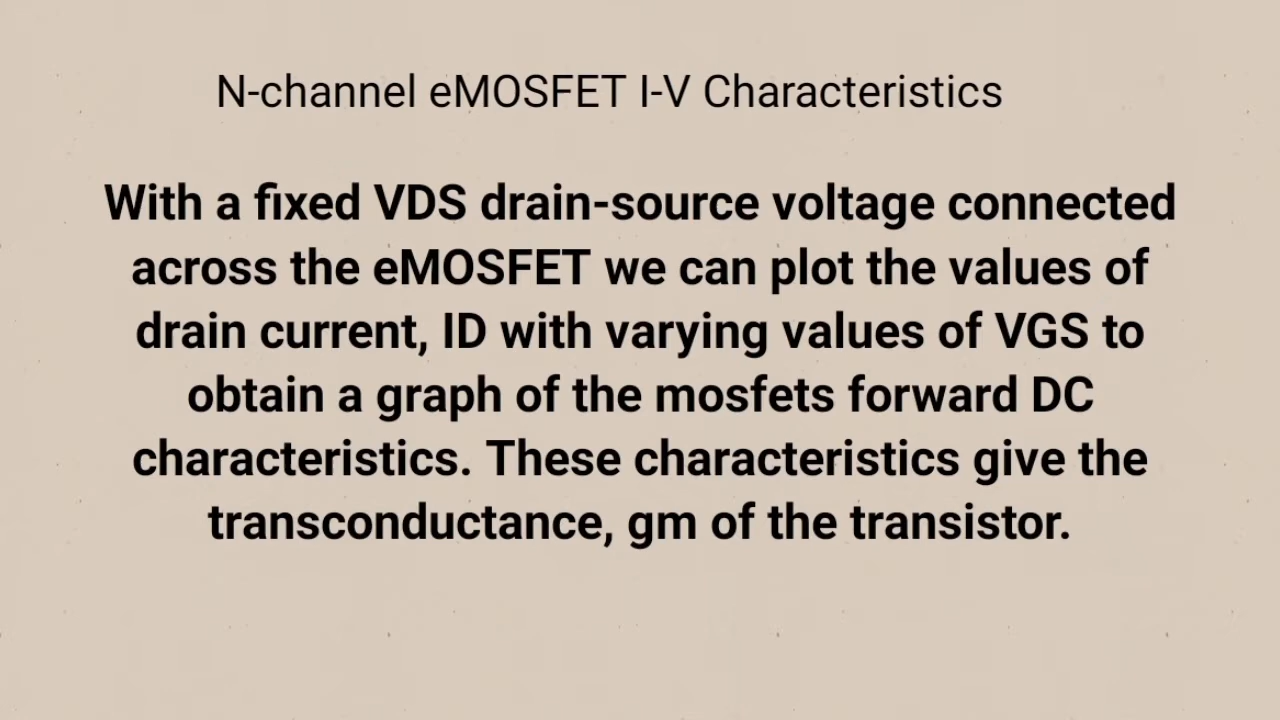 N-channel eMOSFET I-V Characteristics
With a fixed VDS drain-source voltage connected
across the eMOSFET we can plot the values of
drain current, ID with varying values of VGS to
obtain a graph of the mosfets forward DC
characteristics. These characteristics give the
transconductance, gm of the transistor.